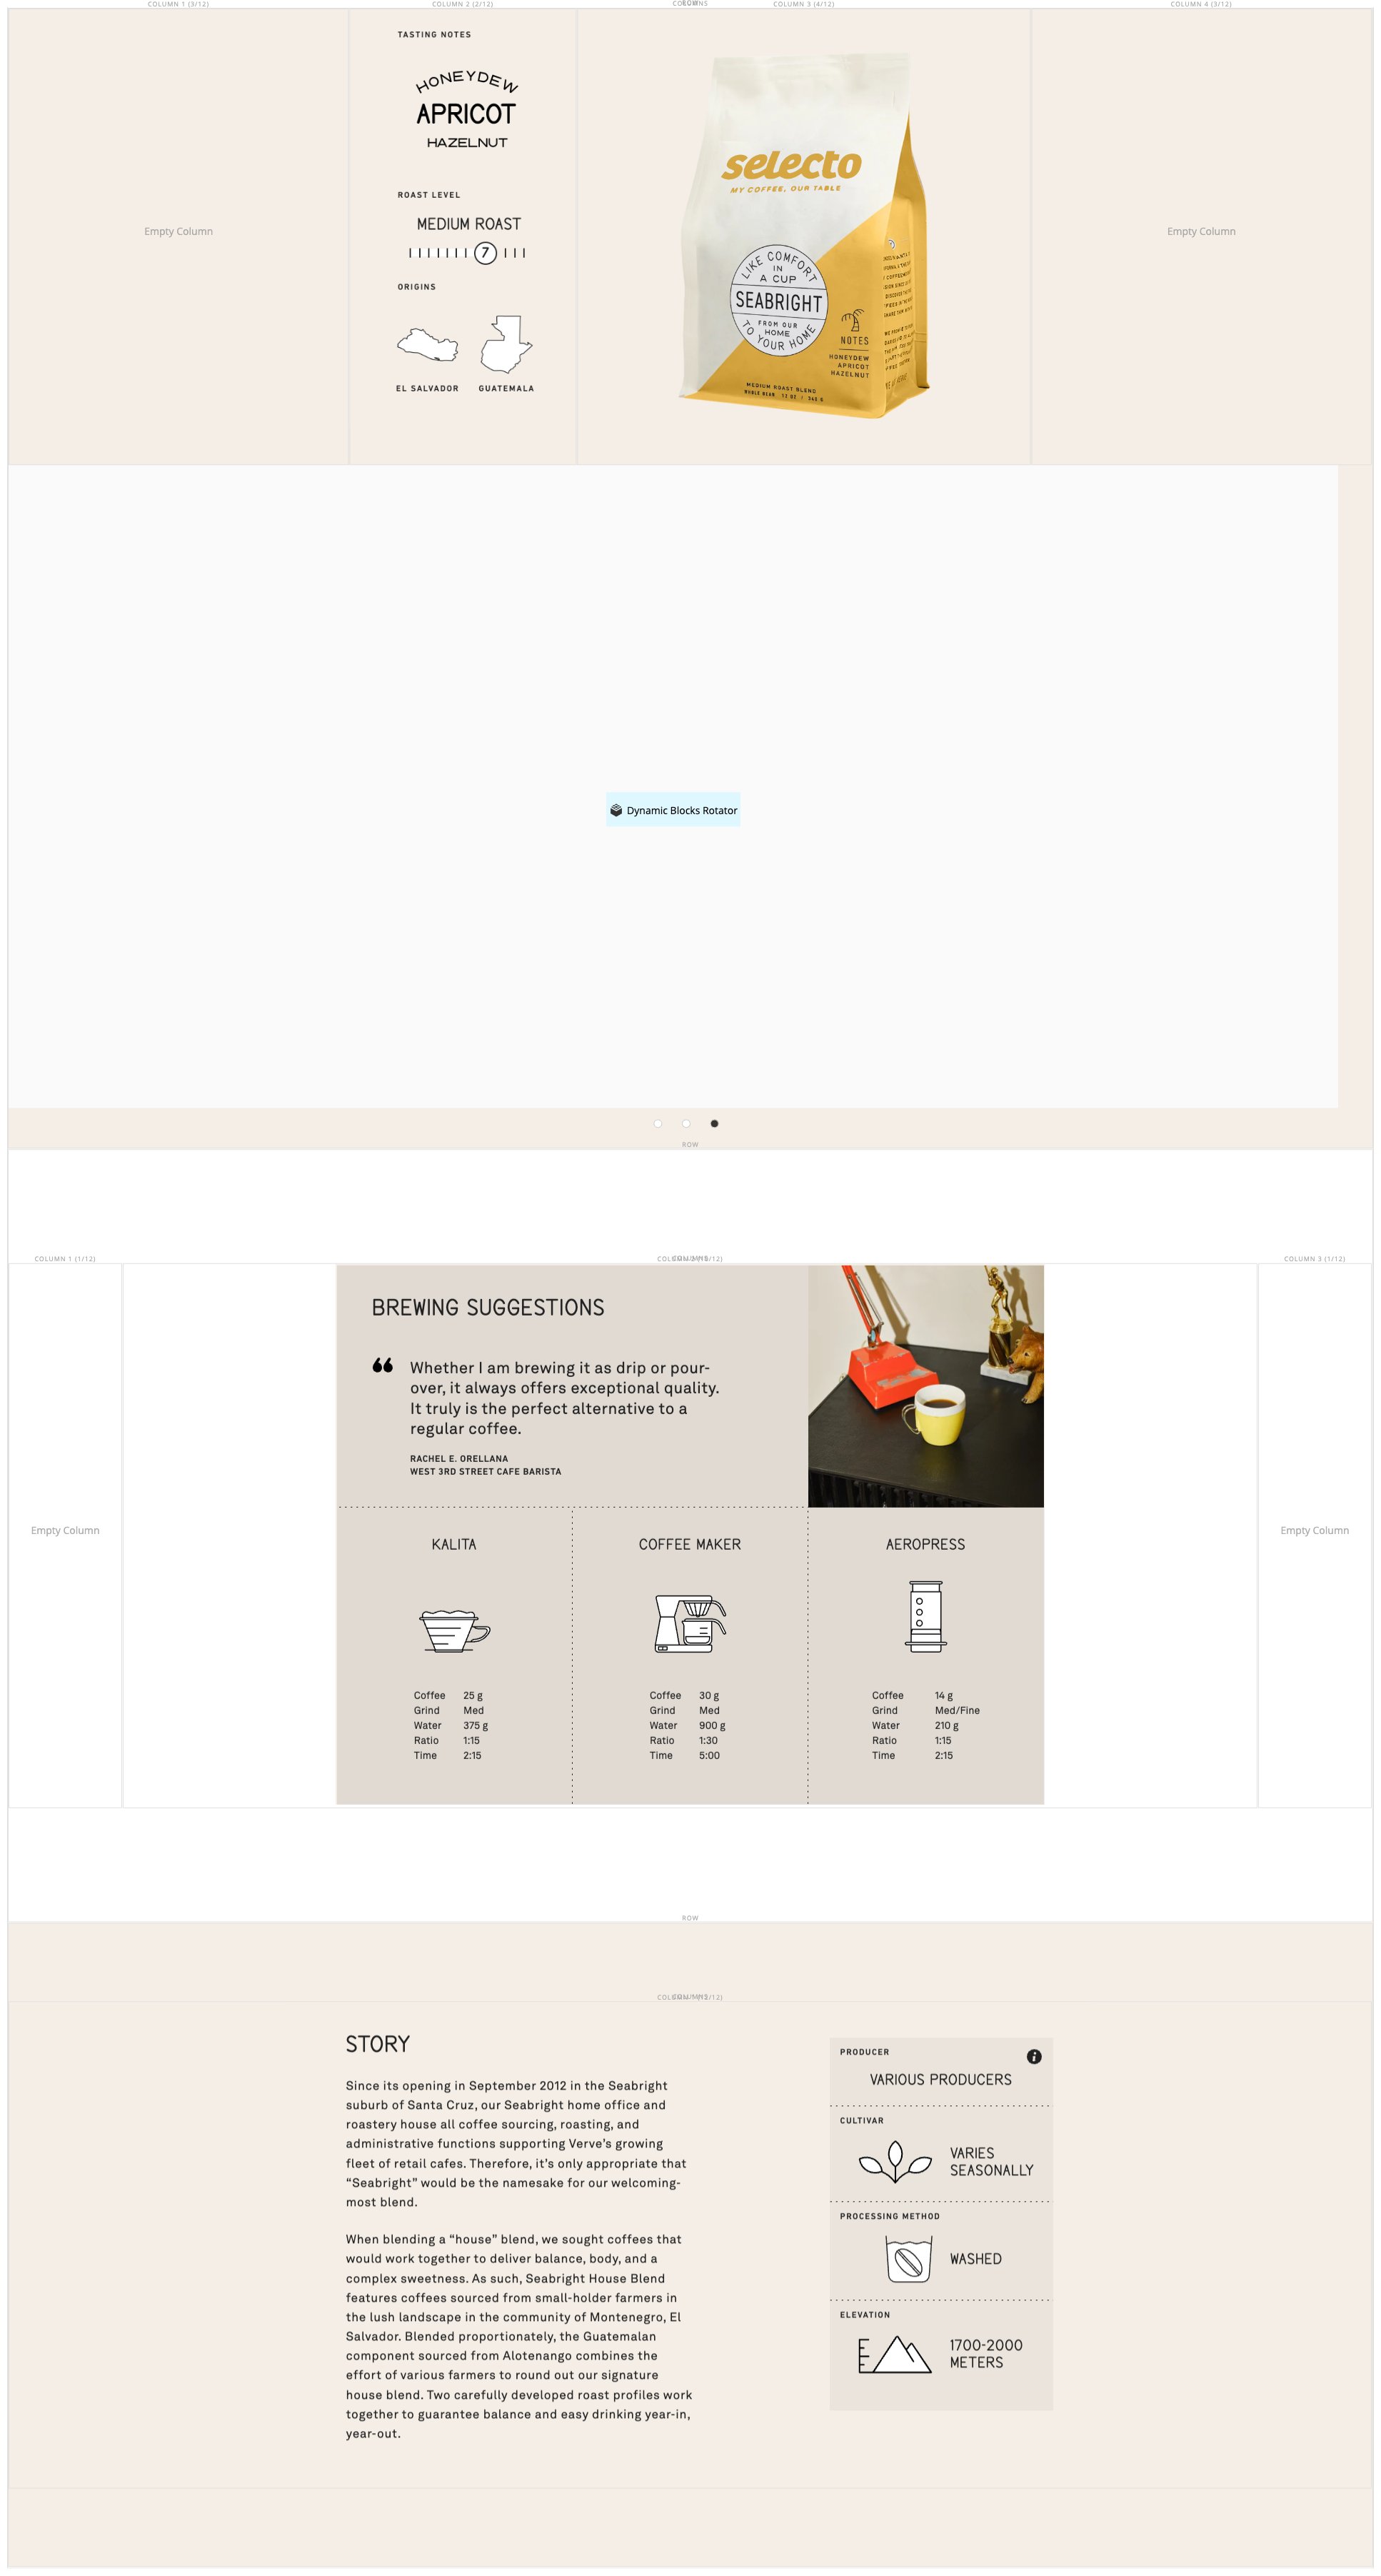 COLUMN 1 (3/12)
COLUMN 2 (2/12)
COLUMN 3 (4/12)
COLUMN 4 (3/12)
Empty Column
TASTING NOTES
HONEYDEW
APRICOT
HAZELNUT
ROAST LEVEL
MEDIUM ROAST
7
ORIGINS
EL SALVADOR
GUATEMALA
selecto
MY COFFEE, OUR TABLE
LIKE COMFORT
IN
A CUP
SEABRIGHT
FROM OUR
HOME
TO YOUR HOME
NOTES
HONEYDEW
APRICOT
HAZELNUT
MEDIUM ROAST BLEND
WHOLE BEAN 12 OZ / 340 G
Empty Column
Dynamic Blocks Rotator
ROW
COLUMN 1 (1/12)
COLUMN 3 (1/12)
Empty Column
BREWING SUGGESTIONS
“ Whether I am brewing it as drip or pour-
over, it always offers exceptional quality.
It truly is the perfect alternative to a
regular coffee.
RACHEL E. ORELLANA
WEST 3RD STREET CAFE BARISTA
KALITA
Coffee 25 g
Grind Med
Water 375 g
Ratio 1:15
Time 2:15
COFFEE MAKER
Coffee 30 g
Grind Med
Water 900 g
Ratio 1:30
Time 5:00
AEROPRESS
Coffee 14 g
Grind Med/Fine
Water 210 g
Ratio 1:15
Time 2:15
Empty Column
ROW
STORY
Since its opening in September 2012 in the Seabright
suburb of Santa Cruz, our Seabright home office and
roastery house all coffee sourcing, roasting, and
administrative functions supporting Verve’s growing
fleet of retail cafes. Therefore, it’s only appropriate that
“Seabright” would be the namesake for our welcoming-
most blend.
When blending a “house” blend, we sought coffees that
would work together to deliver balance, body, and a
complex sweetness. As such, Seabright House Blend
features coffees sourced from small-holder farmers in
the lush landscape in the community of Montenegro, El
Salvador. Blended proportionately, the Guatemalan
component sourced from Alotenango combines the
effort of various farmers to round out our signature
house blend. Two carefully developed roast profiles work
together to guarantee balance and easy drinking year-in,
year-out.
PRODUCER
i
VARIOUS PRODUCERS
CULTIVAR
VARIES
SEASONALLY
PROCESSING METHOD
WASHED
ELEVATION
1700-2000
METERS